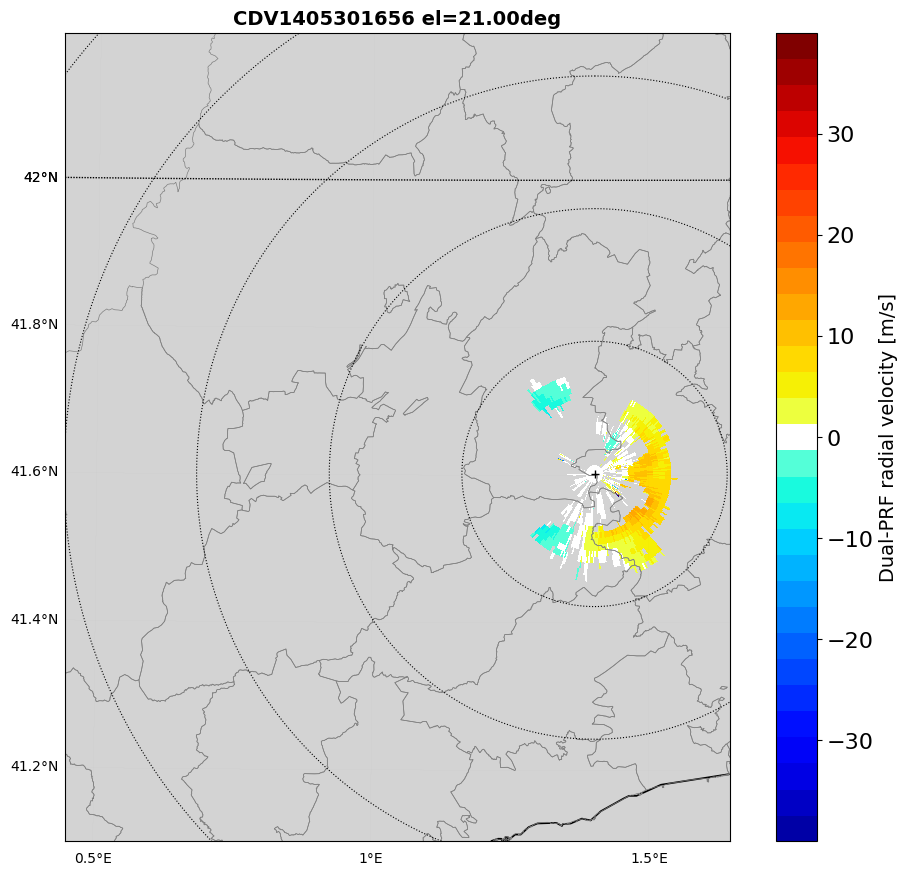 CDV1405301656 el=21.00deg
42°N
41.8°N
41.6°N
41.4°N
41.2°N
0.5°E
1°E
1.5°E
30
20
10
0
−10
−20
−30
Dual-PRF radial velocity [m/s]